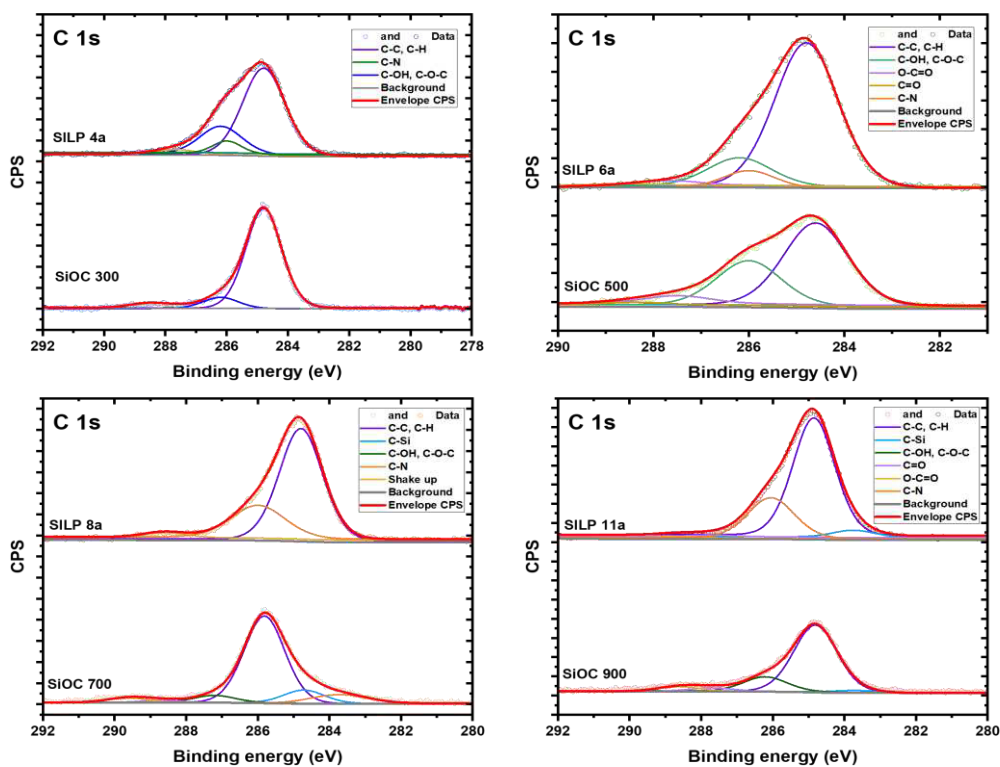 C 1s
and Data
C-C, C-H
C-N
C-OH, C-O-C
Background
Envelope CPS
SILP 4a
SiOC 300
CPS
292 290 288 286 284 282 280 278
Binding energy (eV)
C 1s
and Data
C-C, C-H
C-OH, C-O-C
O-C=O
C=O
C-N
Background
Envelope CPS
SILP 6a
SiOC 500
CPS
290 288 286 284 282
Binding energy (eV)
C 1s
and Data
C-C, C-H
C-Si
C-OH, C-O-C
C-N
Shake up
Background
Envelope CPS
SILP 8a
SiOC 700
CPS
292 290 288 286 284 282 280
Binding energy (eV)
C 1s
and Data
C-C, C-H
C-Si
C-OH, C-O-C
C=O
O-C=O
C-N
Background
Envelope CPS
SILP 11a
SiOC 900
CPS
292 290 288 286 284 282 280
Binding energy (eV)